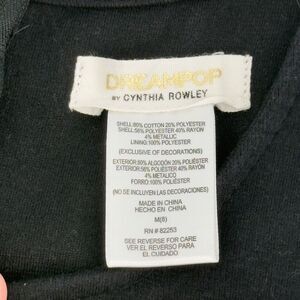 DREAMPOP
BY CYNTHIA ROWLEY
SHELL:80% COTTON 20% POLYESTER
SHELL:56% POLYESTER 40% RAYON
4% METALLIC
LINING:100% POLYESTER
(EXCLUSIVE OF DECORATIONS)
EXTERIOR:80% ALGODÓN 20% POLIÉSTER
EXTERIOR:56% POLIÉSTER 40% RAYÓN
4% METÁLICO
FORRO:100% POLIÉSTER
(NO SE INCLUYEN LAS DECORACIONES)
MADE IN CHINA
HECHO EN CHINA
M(8)
RN # 82253
SEE REVERSE FOR CARE
VER EL REVERSO PARA
EL CUIDADO